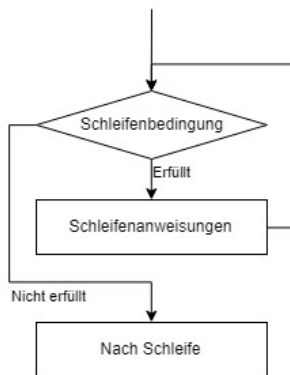 Schleifenbedingung
Erfüllt
Schleifenanweisungen
Nicht erfüllt
Nach Schleife